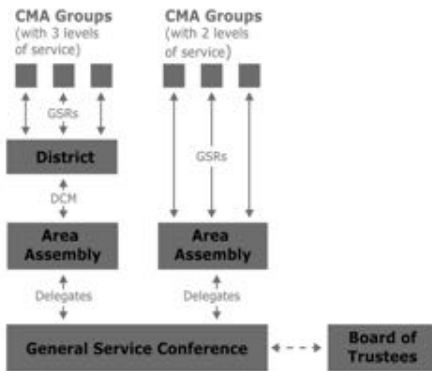 CMA Groups
(with 3 levels
of service)
CMA Groups
(with 2 levels
of service)
GSRs
District
DCM
GSRs
Area
Assembly
Area
Assembly
Delegates
Delegates
General Service Conference
Board of
Trustees